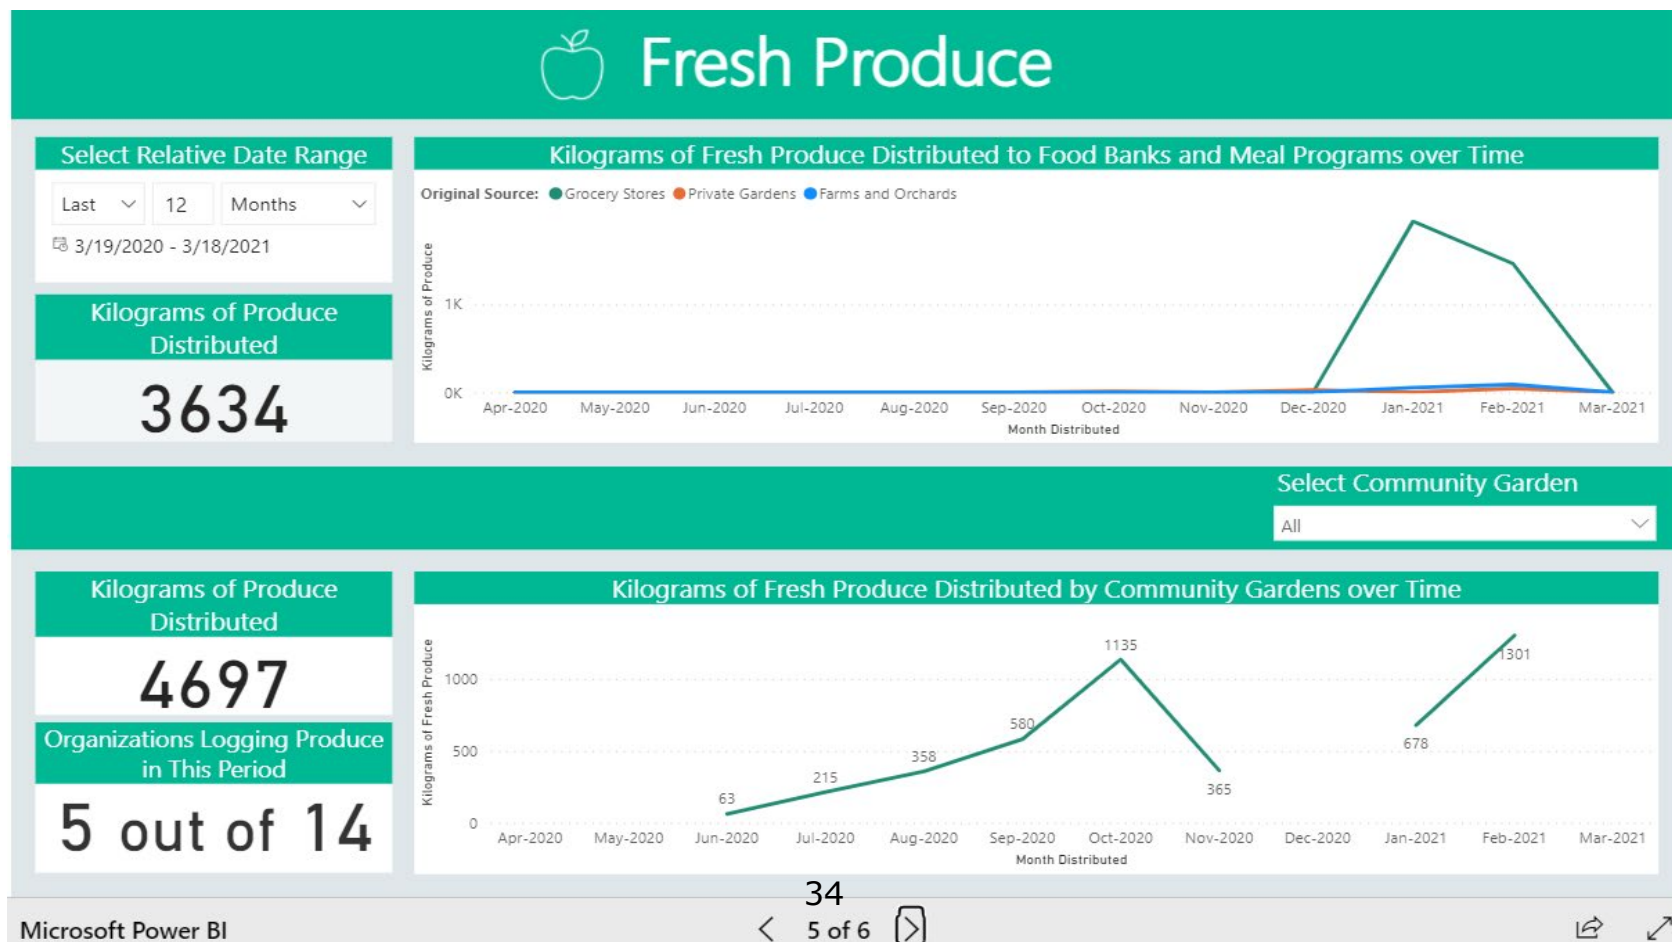 Fresh Produce
Select Relative Date Range
Last 12 Months
3/19/2020 - 3/18/2021
Kilograms of Produce
Distributed
3634
Kilograms of Fresh Produce Distributed to Food Banks and Meal Programs over Time
Original Source: Grocery Stores Private Gardens Farms and Orchards
Kilograms of Produce
1K
0K
Apr-2020 May-2020 Jun-2020 Jul-2020 Aug-2020 Sep-2020 Oct-2020 Nov-2020 Dec-2020 Jan-2021 Feb-2021 Mar-2021
Month Distributed
Select Community Garden
All
Kilograms of Produce
Distributed
4697
Organizations Logging Produce
in This Period
5 out of 14
Kilograms of Fresh Produce Distributed by Community Gardens over Time
Kilograms of Fresh Produce
1000
500
0
63
215
358
580
1135
365
678
1301
Apr-2020 May-2020 Jun-2020 Jul-2020 Aug-2020 Sep-2020 Oct-2020 Nov-2020 Dec-2020 Jan-2021 Feb-2021 Mar-2021
Month Distributed
34
Microsoft Power BI
5 of 6